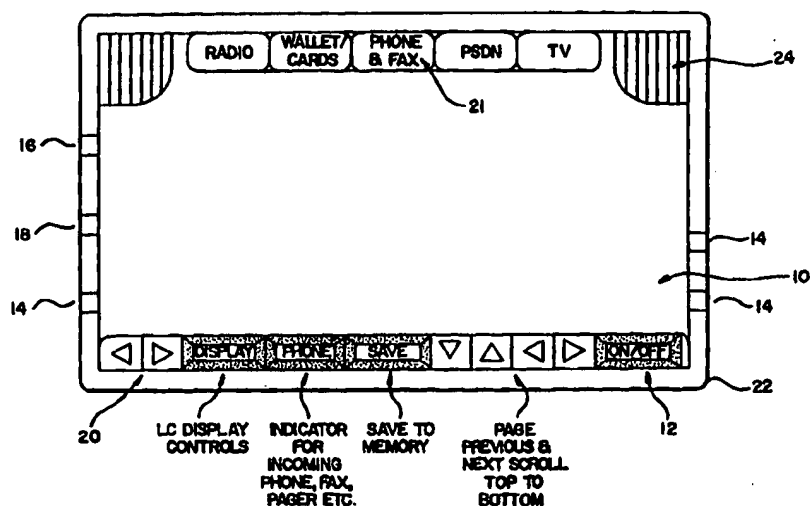 RADIO
WALLET/
CARDS
PHONE
& FAX
PSDN
TV
24
21
16
18
14
14
10
14
DISPLAY
PHONE
SAVE
ON/OFF
22
20
LC DISPLAY
CONTROLS
INDICATOR
FOR
INCOMING
PHONE, FAX,
PAGER ETC.
SAVE TO
MEMORY
PAGE
PREVIOUS &
NEXT SCROLL
TOP TO
BOTTOM
12